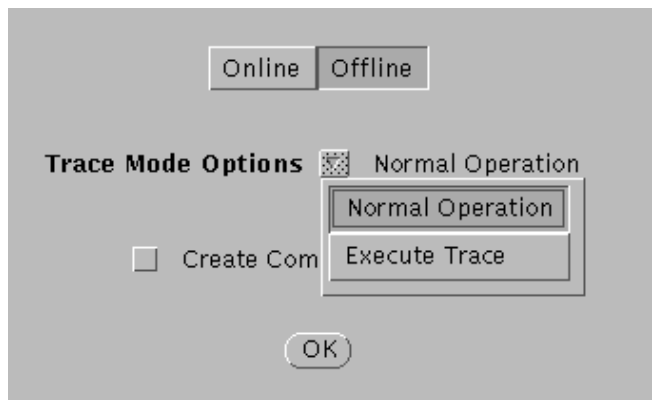 Online Offline
Trace Mode Options Normal Operation
Normal Operation
Create Com Execute Trace
OK